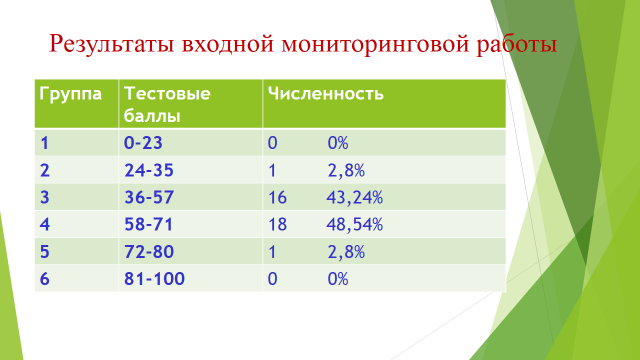 Результаты входной мониторинговой работы
Группа Тестовые баллы Численность
1 0-23 0 0%
2 24-35 1 2,8%
3 36-57 16 43,24%
4 58-71 18 48,54%
5 72-80 1 2,8%
6 81-100 0 0%